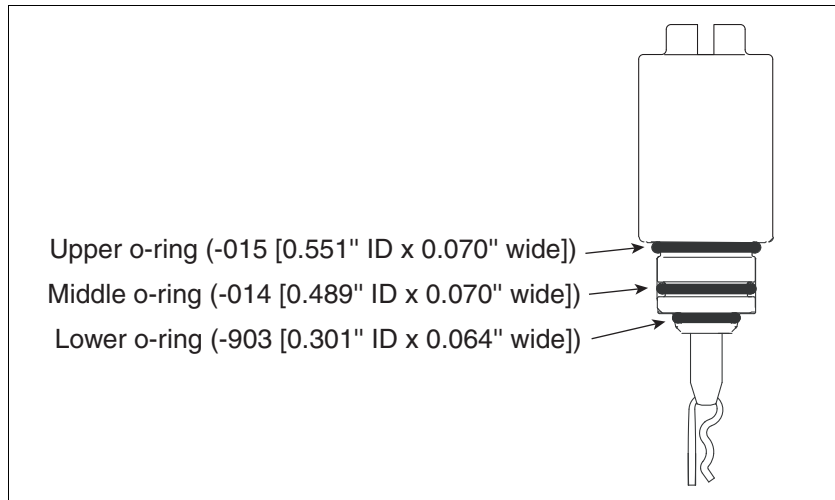 Upper o-ring (-015 [0.551" ID x 0.070" wide])
Middle o-ring (-014 [0.489" ID x 0.070" wide])
Lower o-ring (-903 [0.301" ID x 0.064" wide])